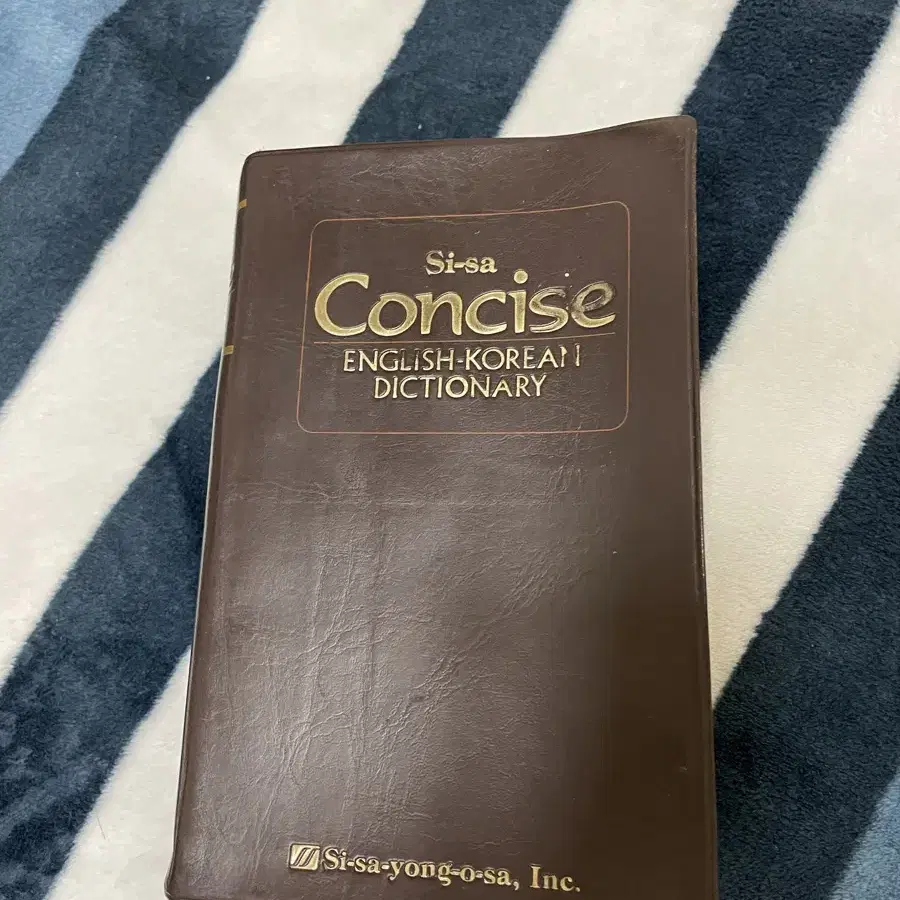 Si-sa
Concise
ENGLISH-KOREAN
DICTIONARY
Si-sa-yong-o-sa, Inc.